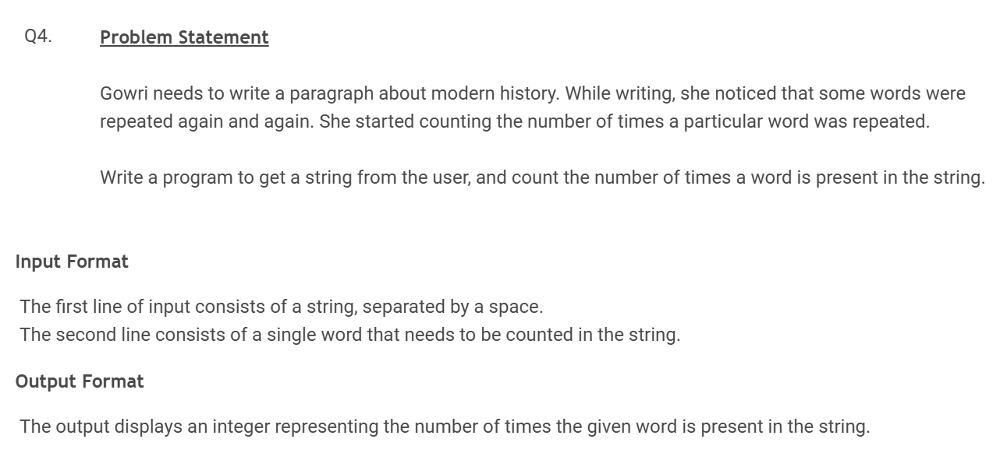 Q4. Problem Statement
Gowri needs to write a paragraph about modern history. While writing, she noticed that some words were
repeated again and again. She started counting the number of times a particular word was repeated.
Write a program to get a string from the user, and count the number of times a word is present in the string.
Input Format
The first line of input consists of a string, separated by a space.
The second line consists of a single word that needs to be counted in the string.
Output Format
The output displays an integer representing the number of times the given word is present in the string.